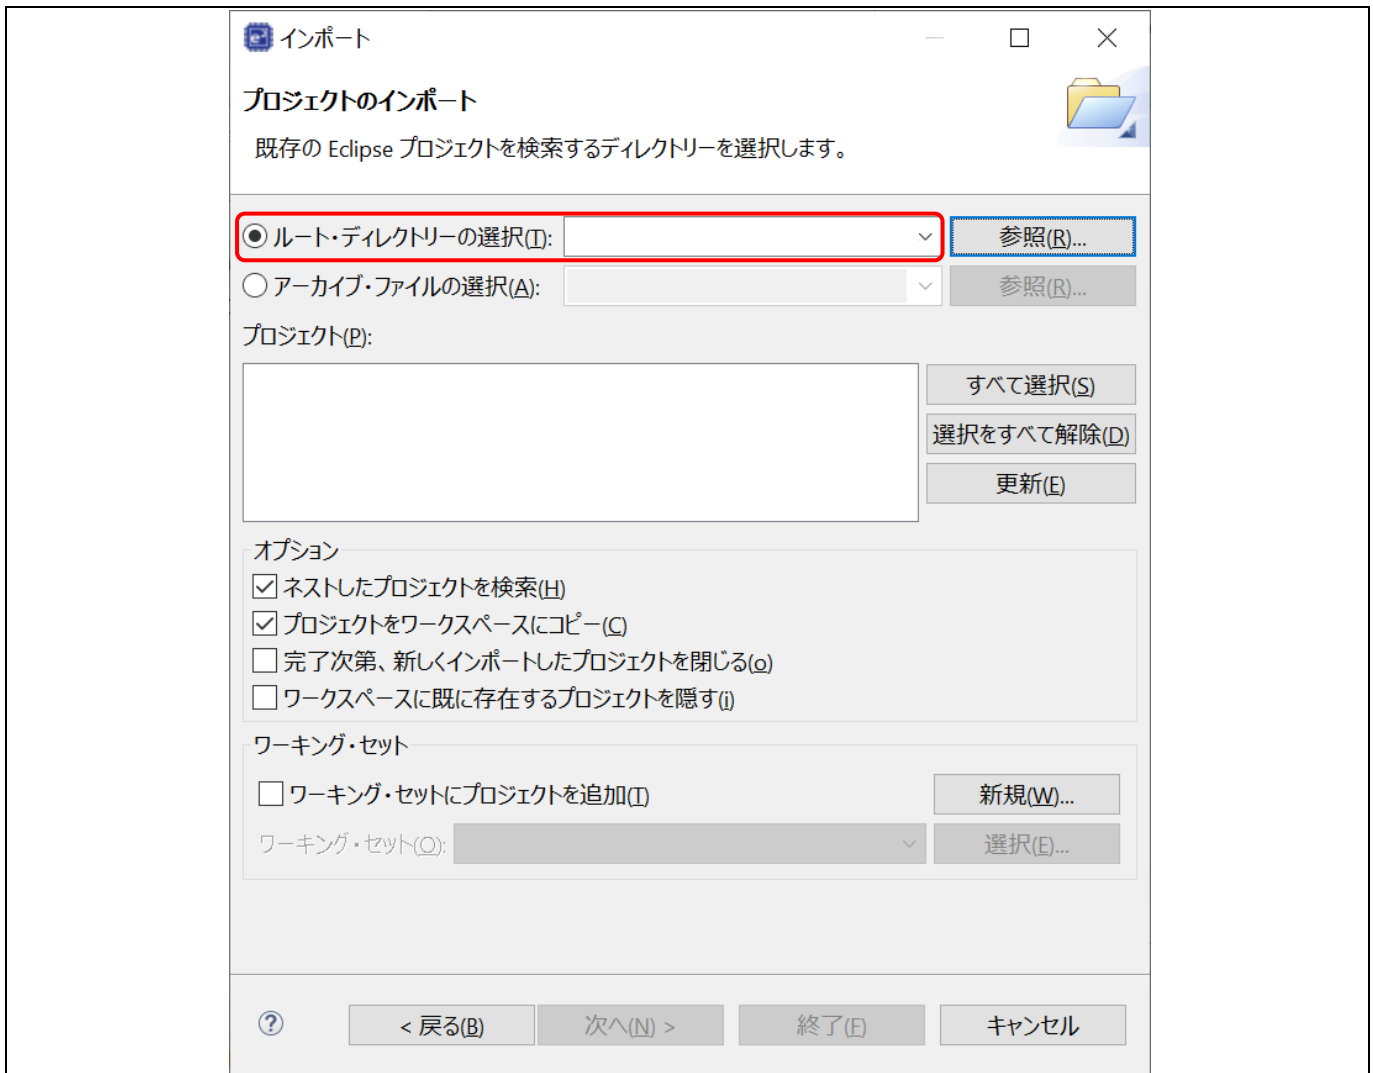 インポート
プロジェクトのインポート
既存の Eclipse プロジェクトを検索するディレクトリーを選択します。
ルート・ディレクトリーの選択(T):
参照(R)...
アーカイブ・ファイルの選択(A):
参照(R)...
プロジェクト(P):
すべて選択(S)
選択をすべて解除(D)
更新(E)
オプション
ネストしたプロジェクトを検索(H)
プロジェクトをワークスペースにコピー(C)
完了次第、新しくインポートしたプロジェクトを閉じる(o)
ワークスペースに既に存在するプロジェクトを隠す(i)
ワーキング・セット
ワーキング・セットにプロジェクトを追加(T)
新規(W)...
ワーキング・セット(O):
選択(E)...
< 戻る(B)
次へ(N) >
終了(F)
キャンセル